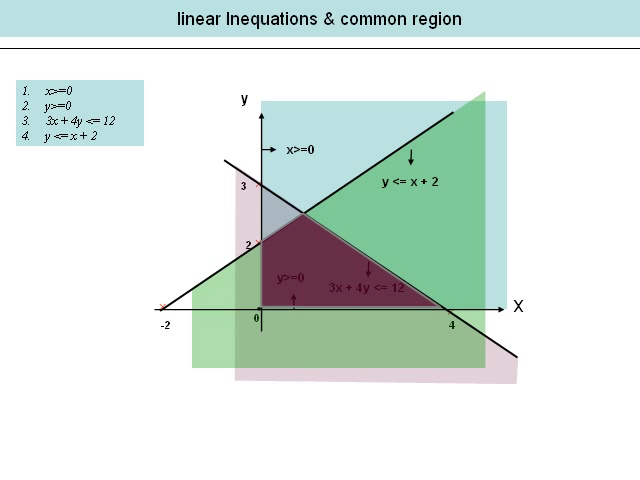 linear Inequations & common region
1. x>=0
2. y>=0
3. 3x + 4y <= 12
4. y <= x + 2
y
x>=0
y <= x + 2
3
2
y>=0
3x + 4y <= 12
X
-2
0
4